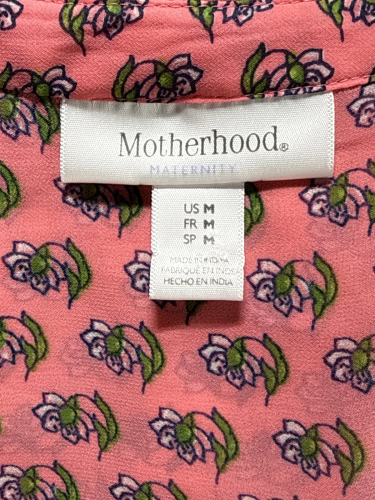 Motherhood®
MATERNITY
US M
FR M
SP M
MADE IN INDIA
FABRIQUÉ EN INDE
HECHO EN INDIA